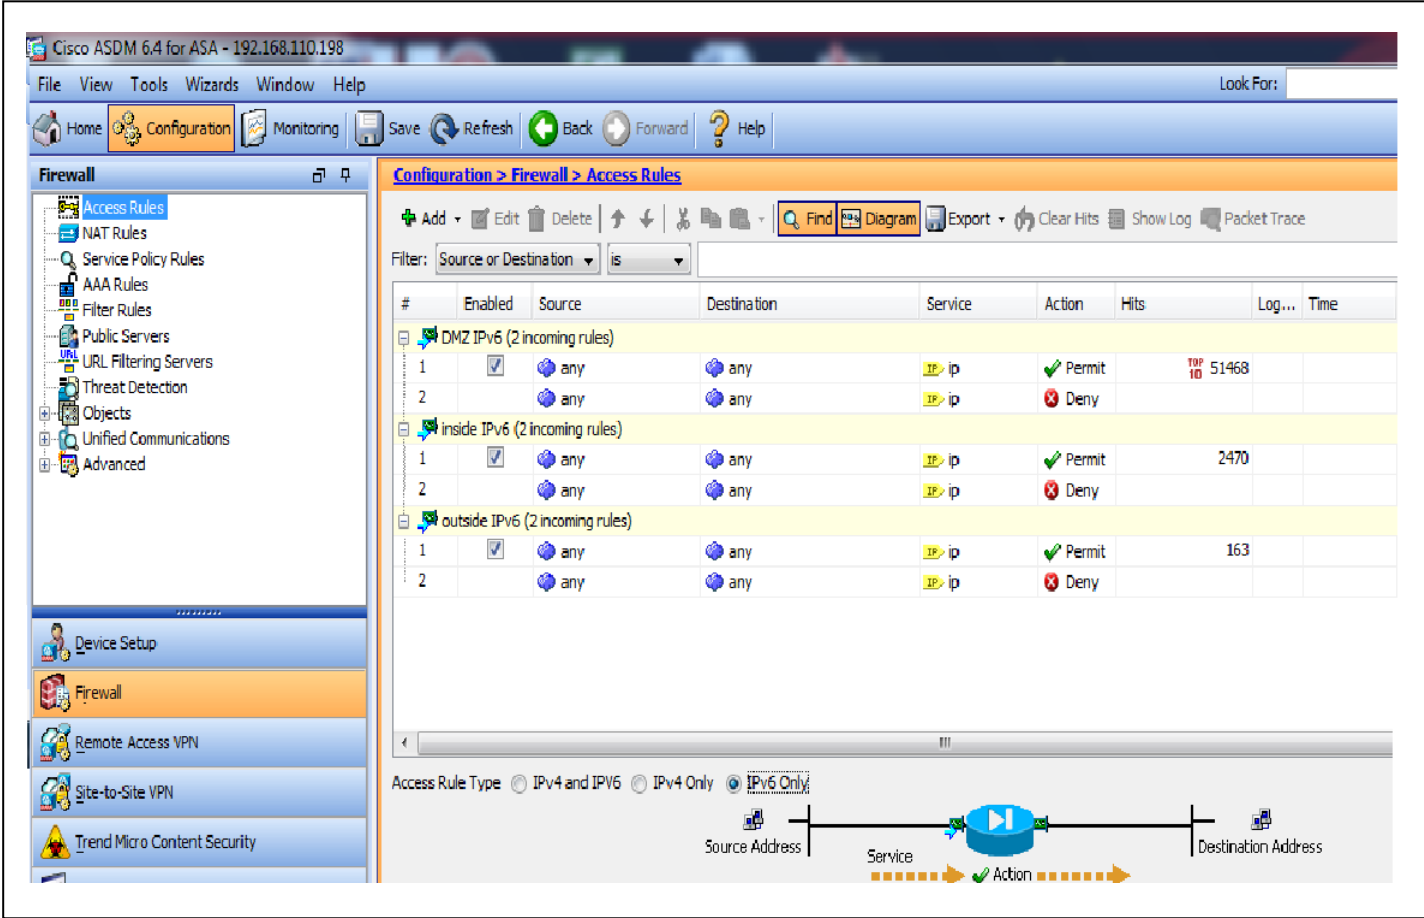 Cisco ASDM 6.4 for ASA - 192.168.110.198
File View Tools Wizards Window Help
Look For:
Home Configuration Monitoring Save Refresh Back Forward Help
Firewall
Access Rules
NAT Rules
Service Policy Rules
AAA Rules
Filter Rules
Public Servers
URL Filtering Servers
Threat Detection
Objects
Unified Communications
Advanced
Device Setup
Firewall
Remote Access VPN
Site-to-Site VPN
Trend Micro Content Security
Configuration > Firewall > Access Rules
Add Edit Delete Find Diagram Export Clear Hits Show Log Packet Trace
Filter: Source or Destination is
# Enabled Source Destination Service Action Hits Log... Time
DMZ IPv6 (2 incoming rules)
1 any any IP ip Permit TOP 10 51468
2 any any IP ip Deny
inside IPv6 (2 incoming rules)
1 any any IP ip Permit 2470
2 any any IP ip Deny
outside IPv6 (2 incoming rules)
1 any any IP ip Permit 163
2 any any IP ip Deny
Access Rule Type IPv4 and IPV6 IPv4 Only IPv6 Only
Source Address
Destination Address
Service
Action